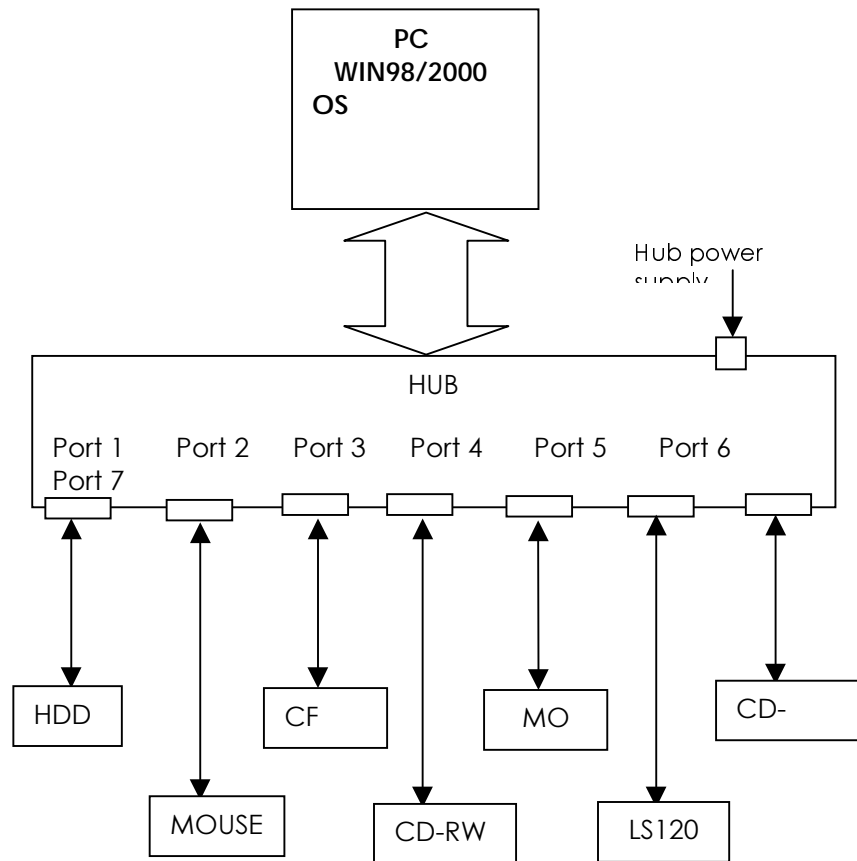 PC
WIN98/2000
OS
Hub power
supply
HUB
Port 1 Port 2 Port 3 Port 4 Port 5 Port 6
Port 7
HDD
CF
MO
CD-
MOUSE
CD-RW
LS120